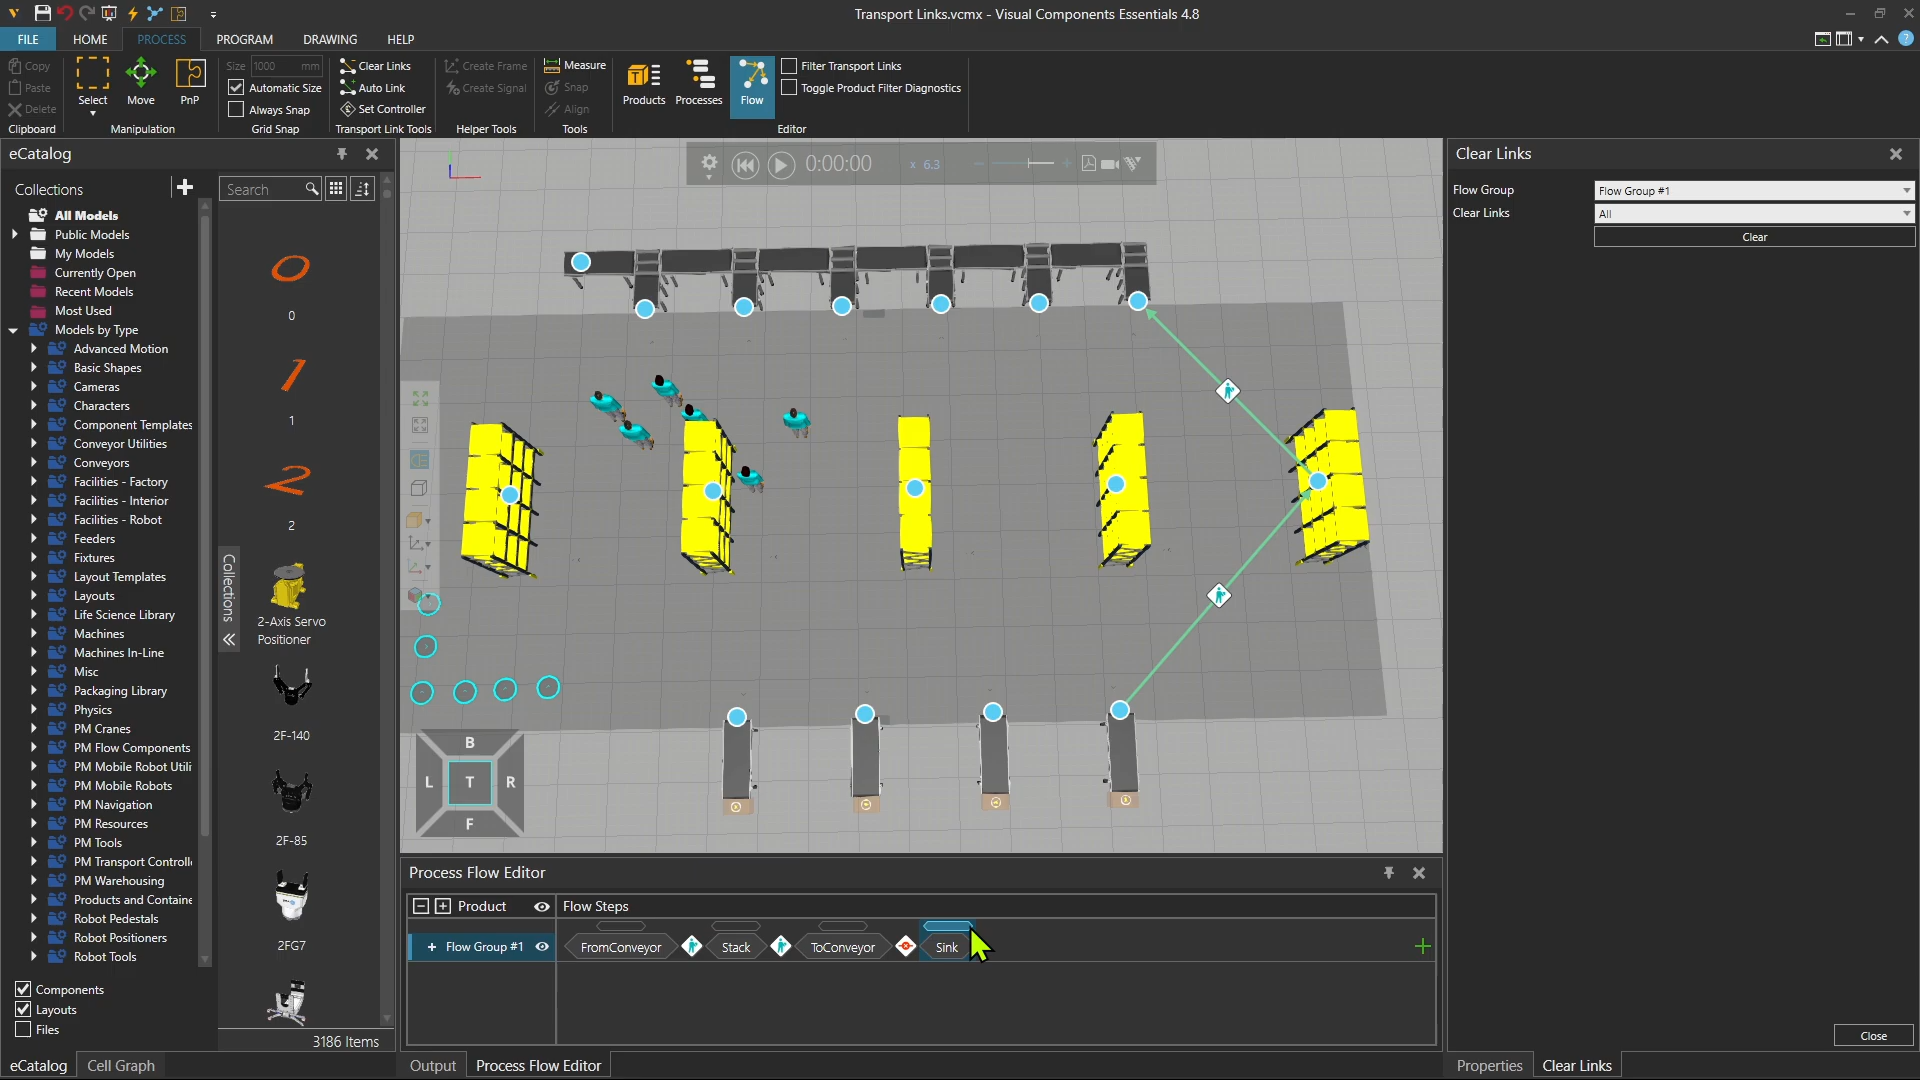 Transport Links.vcmx - Visual Components Essentials 4.8
FILE
HOME
PROCESS
PROGRAM
DRAWING
HELP
Copy
Paste
Delete
Clipboard
Select
Move
PnP
Manipulation
Size 1000 mm
Automatic Size
Always Snap
Grid Snap
Clear Links
Auto Link
Set Controller
Transport Link Tools
Create Frame
Create Signal
Helper Tools
Measure
Snap
Align
Tools
Products
Processes
Flow
Filter Transport Links
Toggle Product Filter Diagnostics
Editor
eCatalog
Collections
All Models
Public Models
My Models
Currently Open
Recent Models
Most Used
Models by Type
Advanced Motion
Basic Shapes
Cameras
Characters
Component Templates
Conveyor Utilities
Conveyors
Facilities - Factory
Facilities - Interior
Facilities - Robot
Feeders
Fixtures
Layout Templates
Layouts
Life Science Library
Machines
Machines In-Line
Misc
Packaging Library
Physics
PM Cranes
PM Flow Components
PM Mobile Robot Utili
PM Mobile Robots
PM Navigation
PM Resources
PM Tools
PM Transport Controll
PM Warehousing
Products and Containe
Robot Pedestals
Robot Positioners
Robot Tools
Components
Layouts
Files
Search
0
1
2
2-Axis Servo
Positioner
2F-140
2F-85
2FG7
3186 Items
Collections
eCatalog
Cell Graph
0:00:00
x 6.3
B
L T R
F
Process Flow Editor
Product
Flow Steps
Flow Group #1
FromConveyor
Stack
ToConveyor
Sink
Output
Process Flow Editor
Clear Links
Flow Group
Flow Group #1
Clear Links
All
Clear
Close
Properties
Clear Links